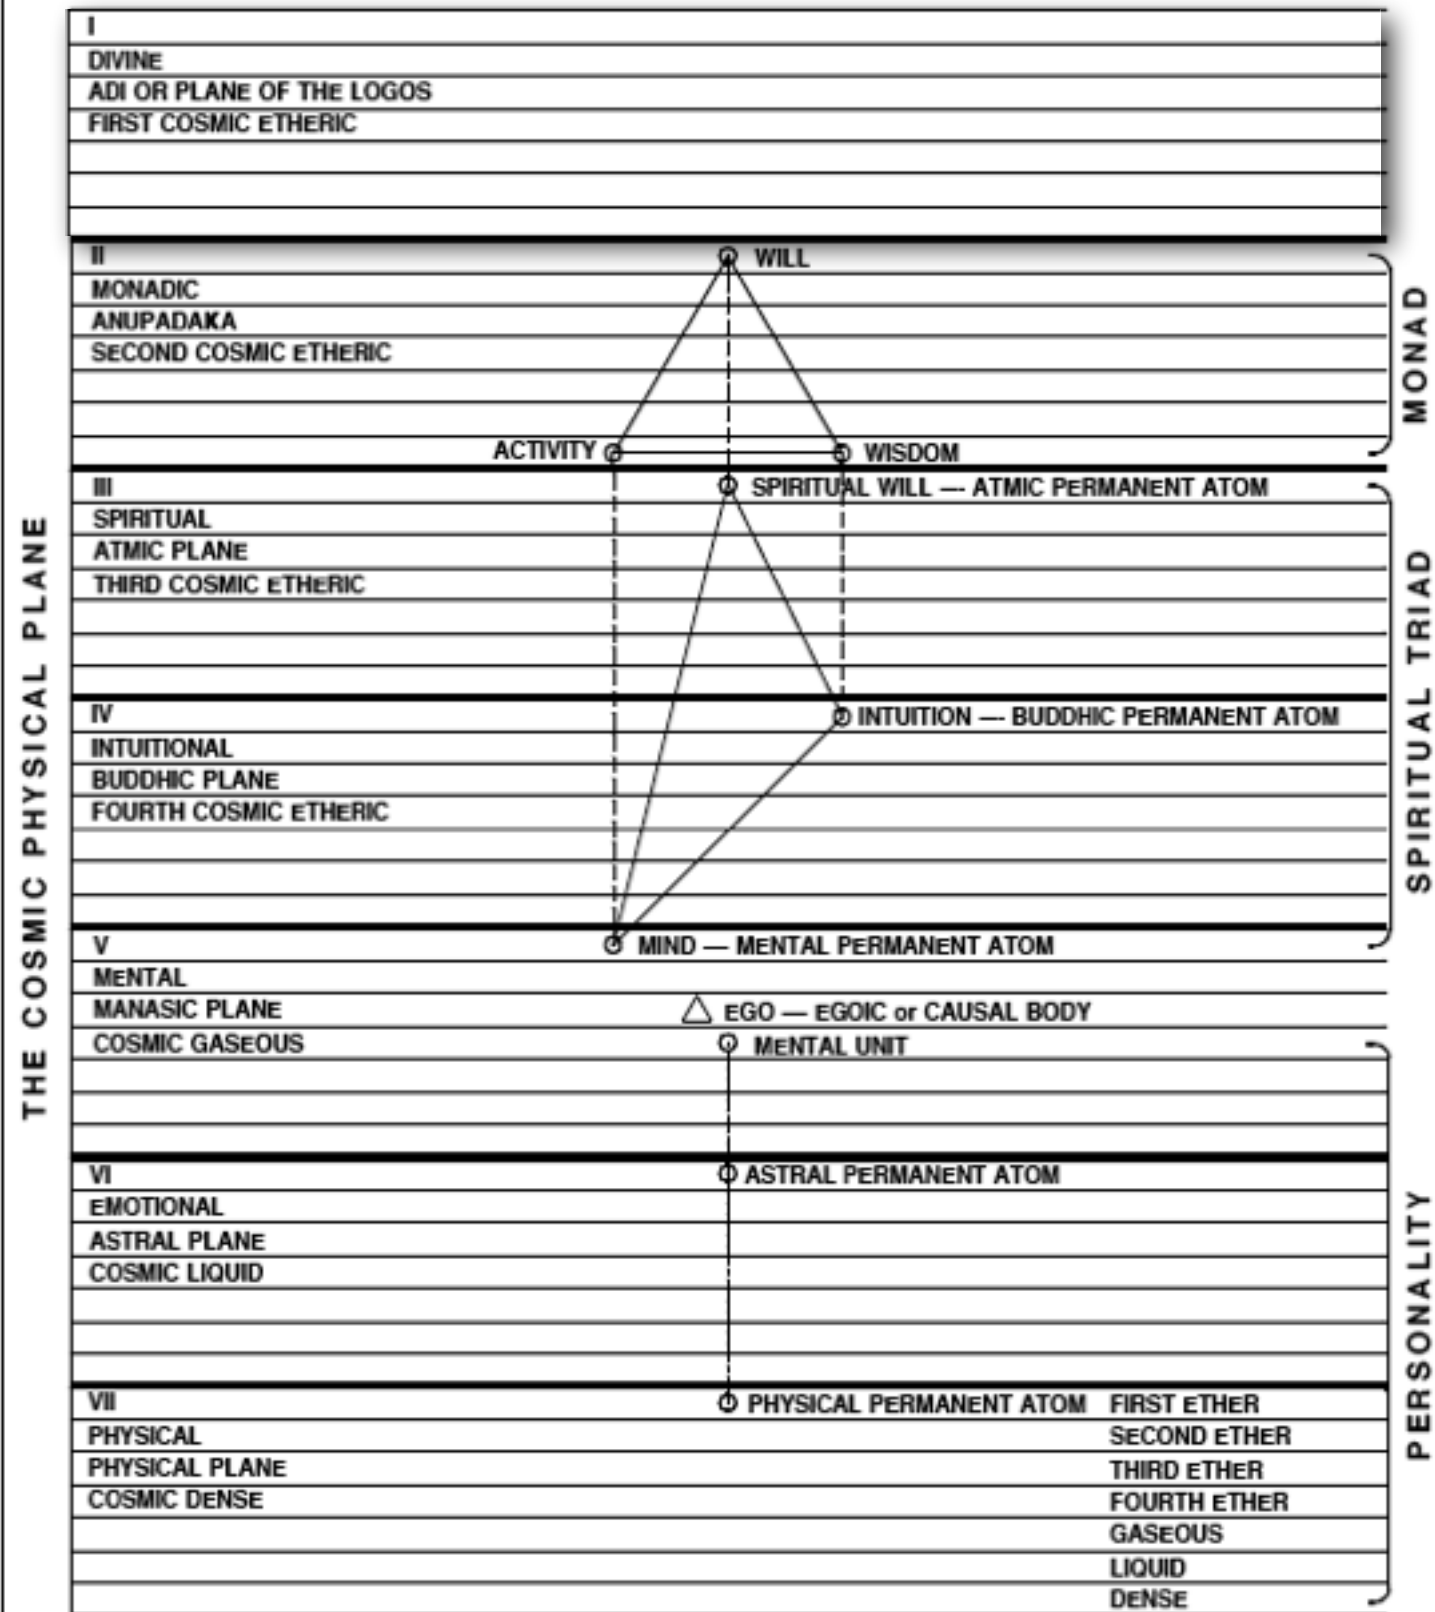 THE COSMIC PHYSICAL PLANE
I
DIVINE
ADI OR PLANE OF THE LOGOS
FIRST COSMIC ETHERIC
II
WILL
MONADIC
ANUPADAKA
SECOND COSMIC ETHERIC
ACTIVITY
WISDOM
MONAD
III
SPIRITUAL WILL — ATMIC PERMANENT ATOM
SPIRITUAL
ATMIC PLANE
THIRD COSMIC ETHERIC
IV
INTUITION — BUDDHIC PERMANENT ATOM
INTUITIONAL
BUDDHIC PLANE
FOURTH COSMIC ETHERIC
SPIRITUAL TRIAD
V
MIND — MENTAL PERMANENT ATOM
MENTAL
MANASIC PLANE
EGO — EGOIC or CAUSAL BODY
COSMIC GASEOUS
MENTAL UNIT
VI
ASTRAL PERMANENT ATOM
EMOTIONAL
ASTRAL PLANE
COSMIC LIQUID
VII
PHYSICAL PERMANENT ATOM
FIRST ETHER
PHYSICAL
SECOND ETHER
PHYSICAL PLANE
THIRD ETHER
COSMIC DENSE
FOURTH ETHER
GASEOUS
LIQUID
DENSE
PERSONALITY